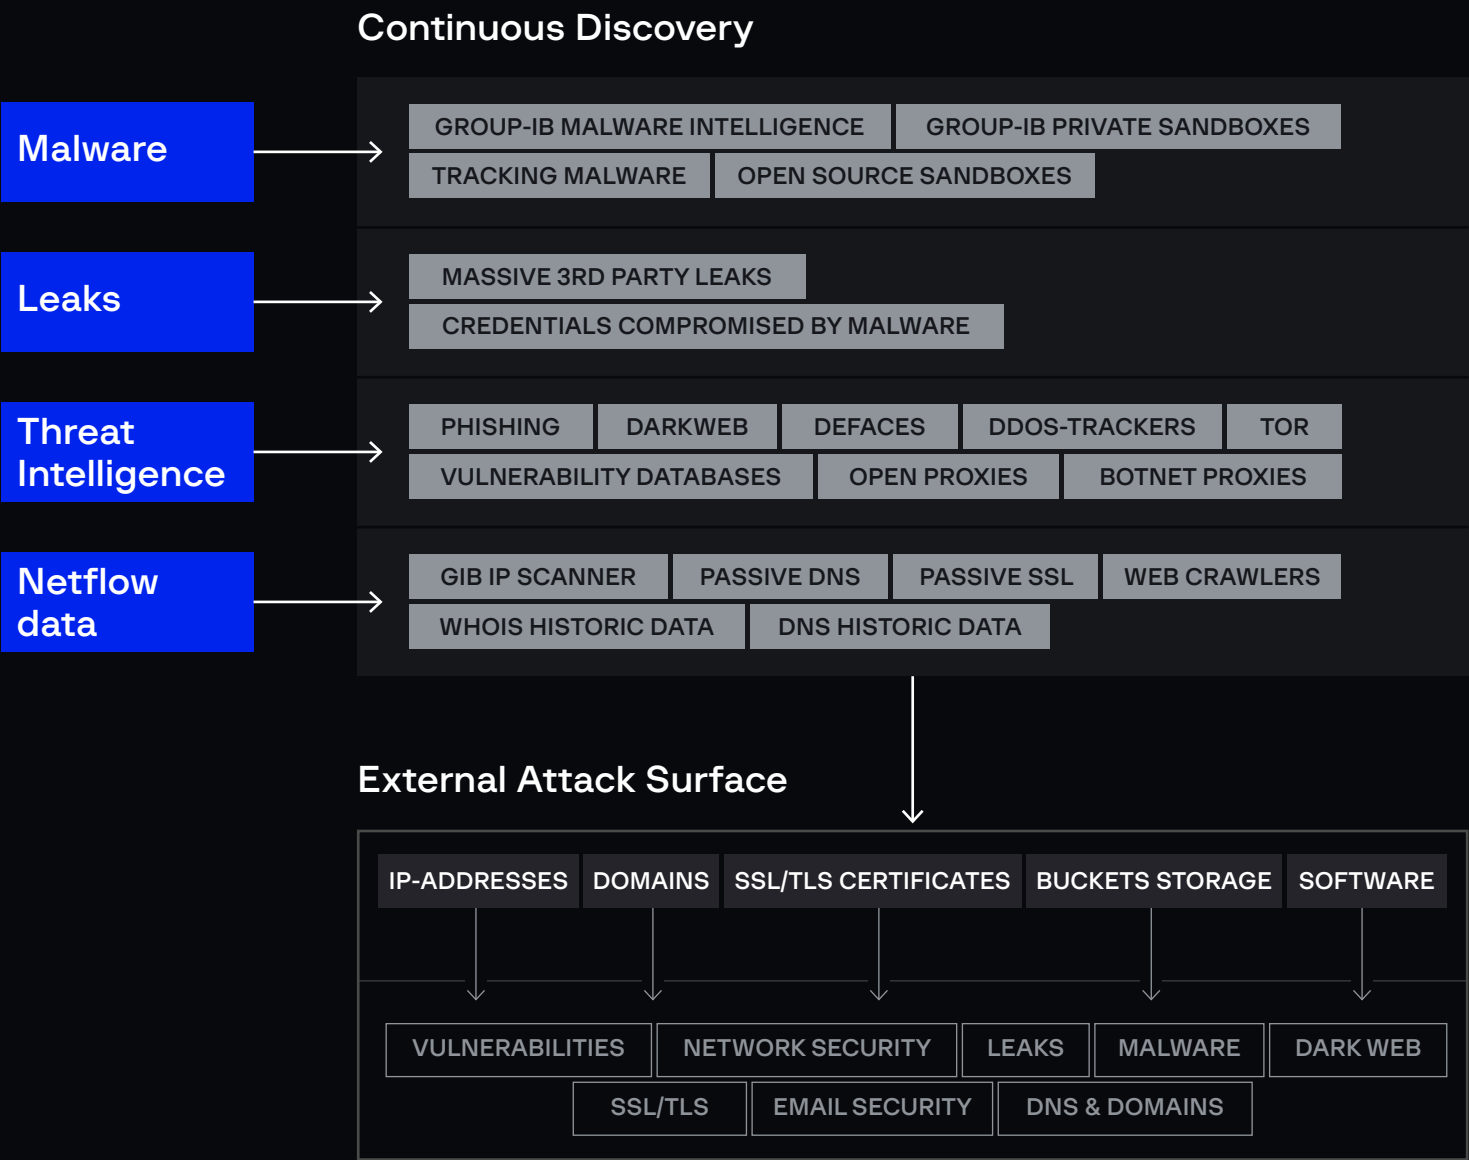 Continuous Discovery
Malware
GROUP-IB MALWARE INTELLIGENCE
GROUP-IB PRIVATE SANDBOXES
TRACKING MALWARE
OPEN SOURCE SANDBOXES
Leaks
MASSIVE 3RD PARTY LEAKS
CREDENTIALS COMPROMISED BY MALWARE
Threat
Intelligence
PHISHING
DARKWEB
DEFACES
DDOS-TRACKERS
TOR
VULNERABILITY DATABASES
OPEN PROXIES
BOTNET PROXIES
Netflow
data
GIB IP SCANNER
PASSIVE DNS
PASSIVE SSL
WEB CRAWLERS
WHOIS HISTORIC DATA
DNS HISTORIC DATA
External Attack Surface
IP-ADDRESSES
DOMAINS
SSL/TLS CERTIFICATES
BUCKETS STORAGE
SOFTWARE
VULNERABILITIES
NETWORK SECURITY
LEAKS
MALWARE
DARK WEB
SSL/TLS
EMAIL SECURITY
DNS & DOMAINS